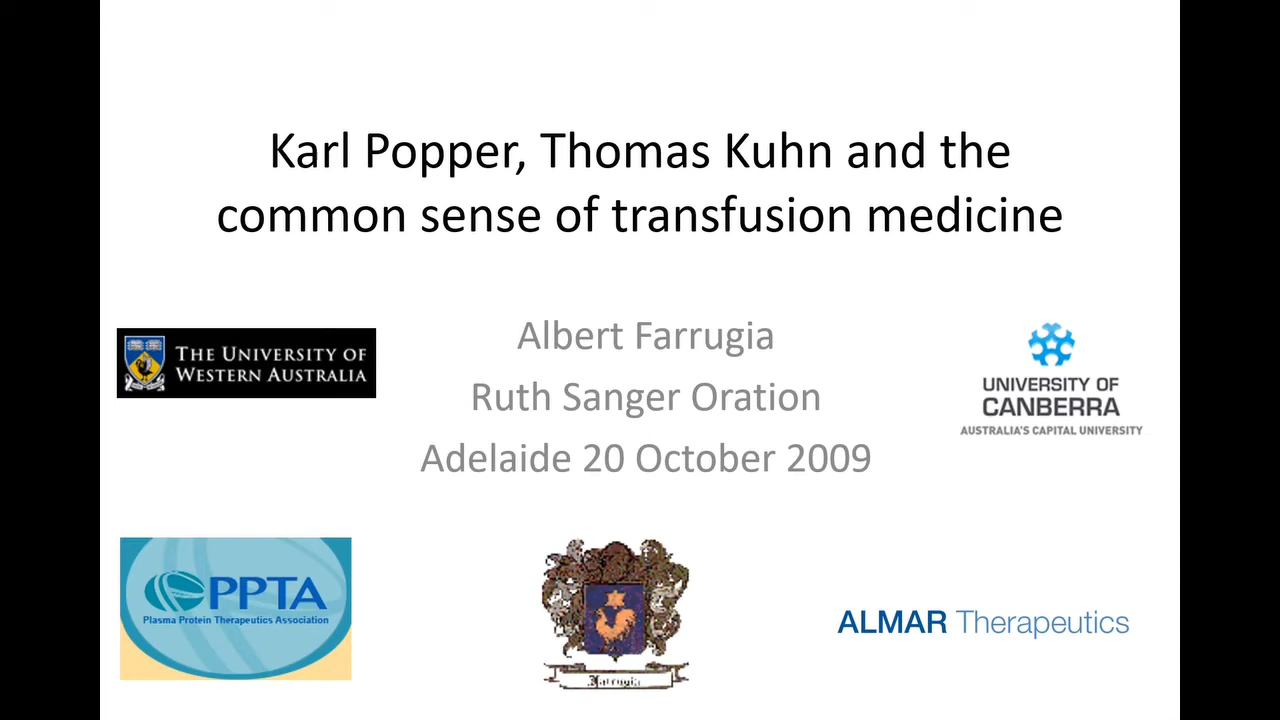 Karl Popper, Thomas Kuhn and the
common sense of transfusion medicine
THE UNIVERSITY OF
WESTERN AUSTRALIA
Albert Farrugia
Ruth Sanger Oration
Adelaide 20 October 2009
UNIVERSITY OF
CANBERRA
AUSTRALIA'S CAPITAL UNIVERSITY
PPTA
Plasma Protein Therapeutics Association
Farrugia
ALMAR Therapeutics